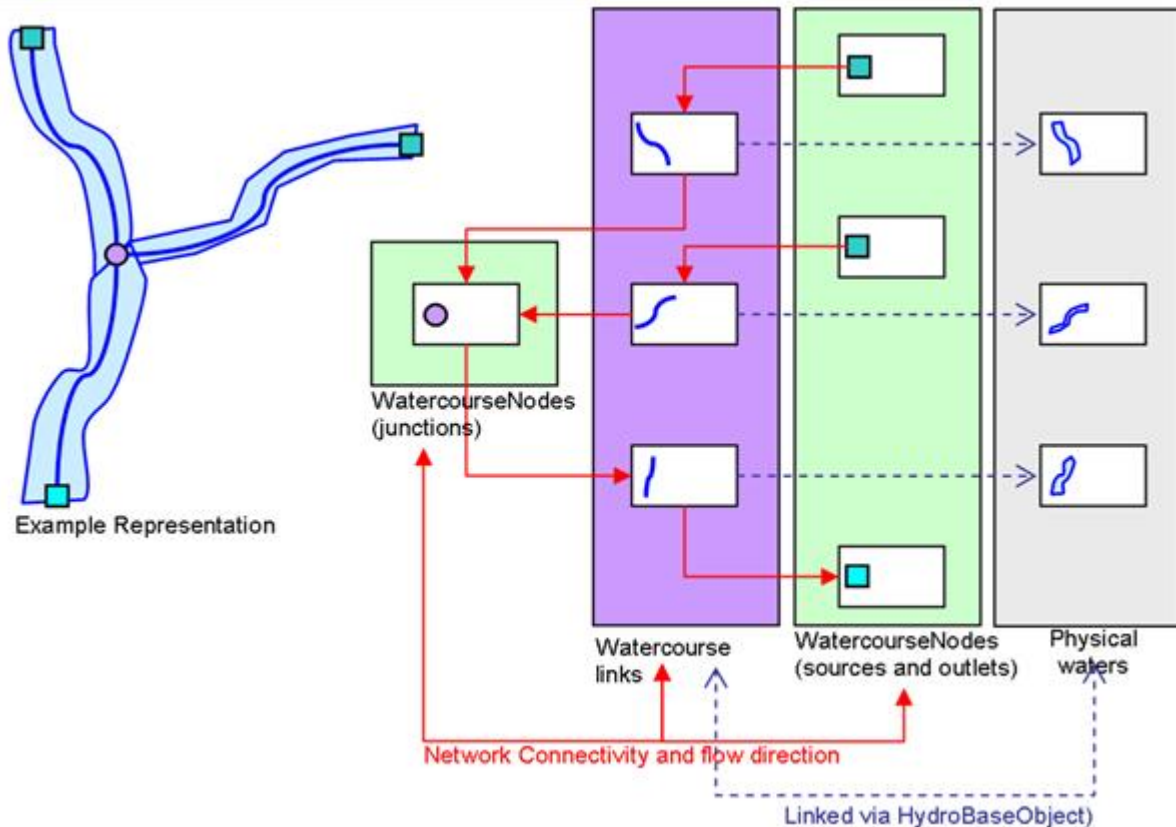 WatercourseNodes
(junctions)
Example Representation
Watercourse
links
WatercourseNodes
(sources and outlets)
Physical
waters
Network Connectivity and flow direction
Linked via HydroBaseObject)